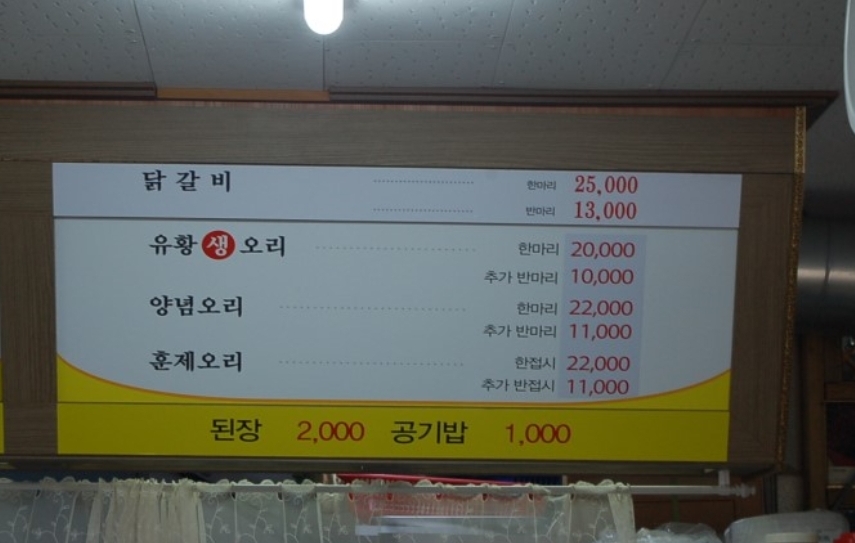 닭갈비 한마리 25,000
반마리 13,000
유황생오리 한마리 20,000
추가 반마리 10,000
양념오리 한마리 22,000
추가 반마리 11,000
훈제오리 한접시 22,000
추가 반접시 11,000
된장 2,000 공기밥 1,000